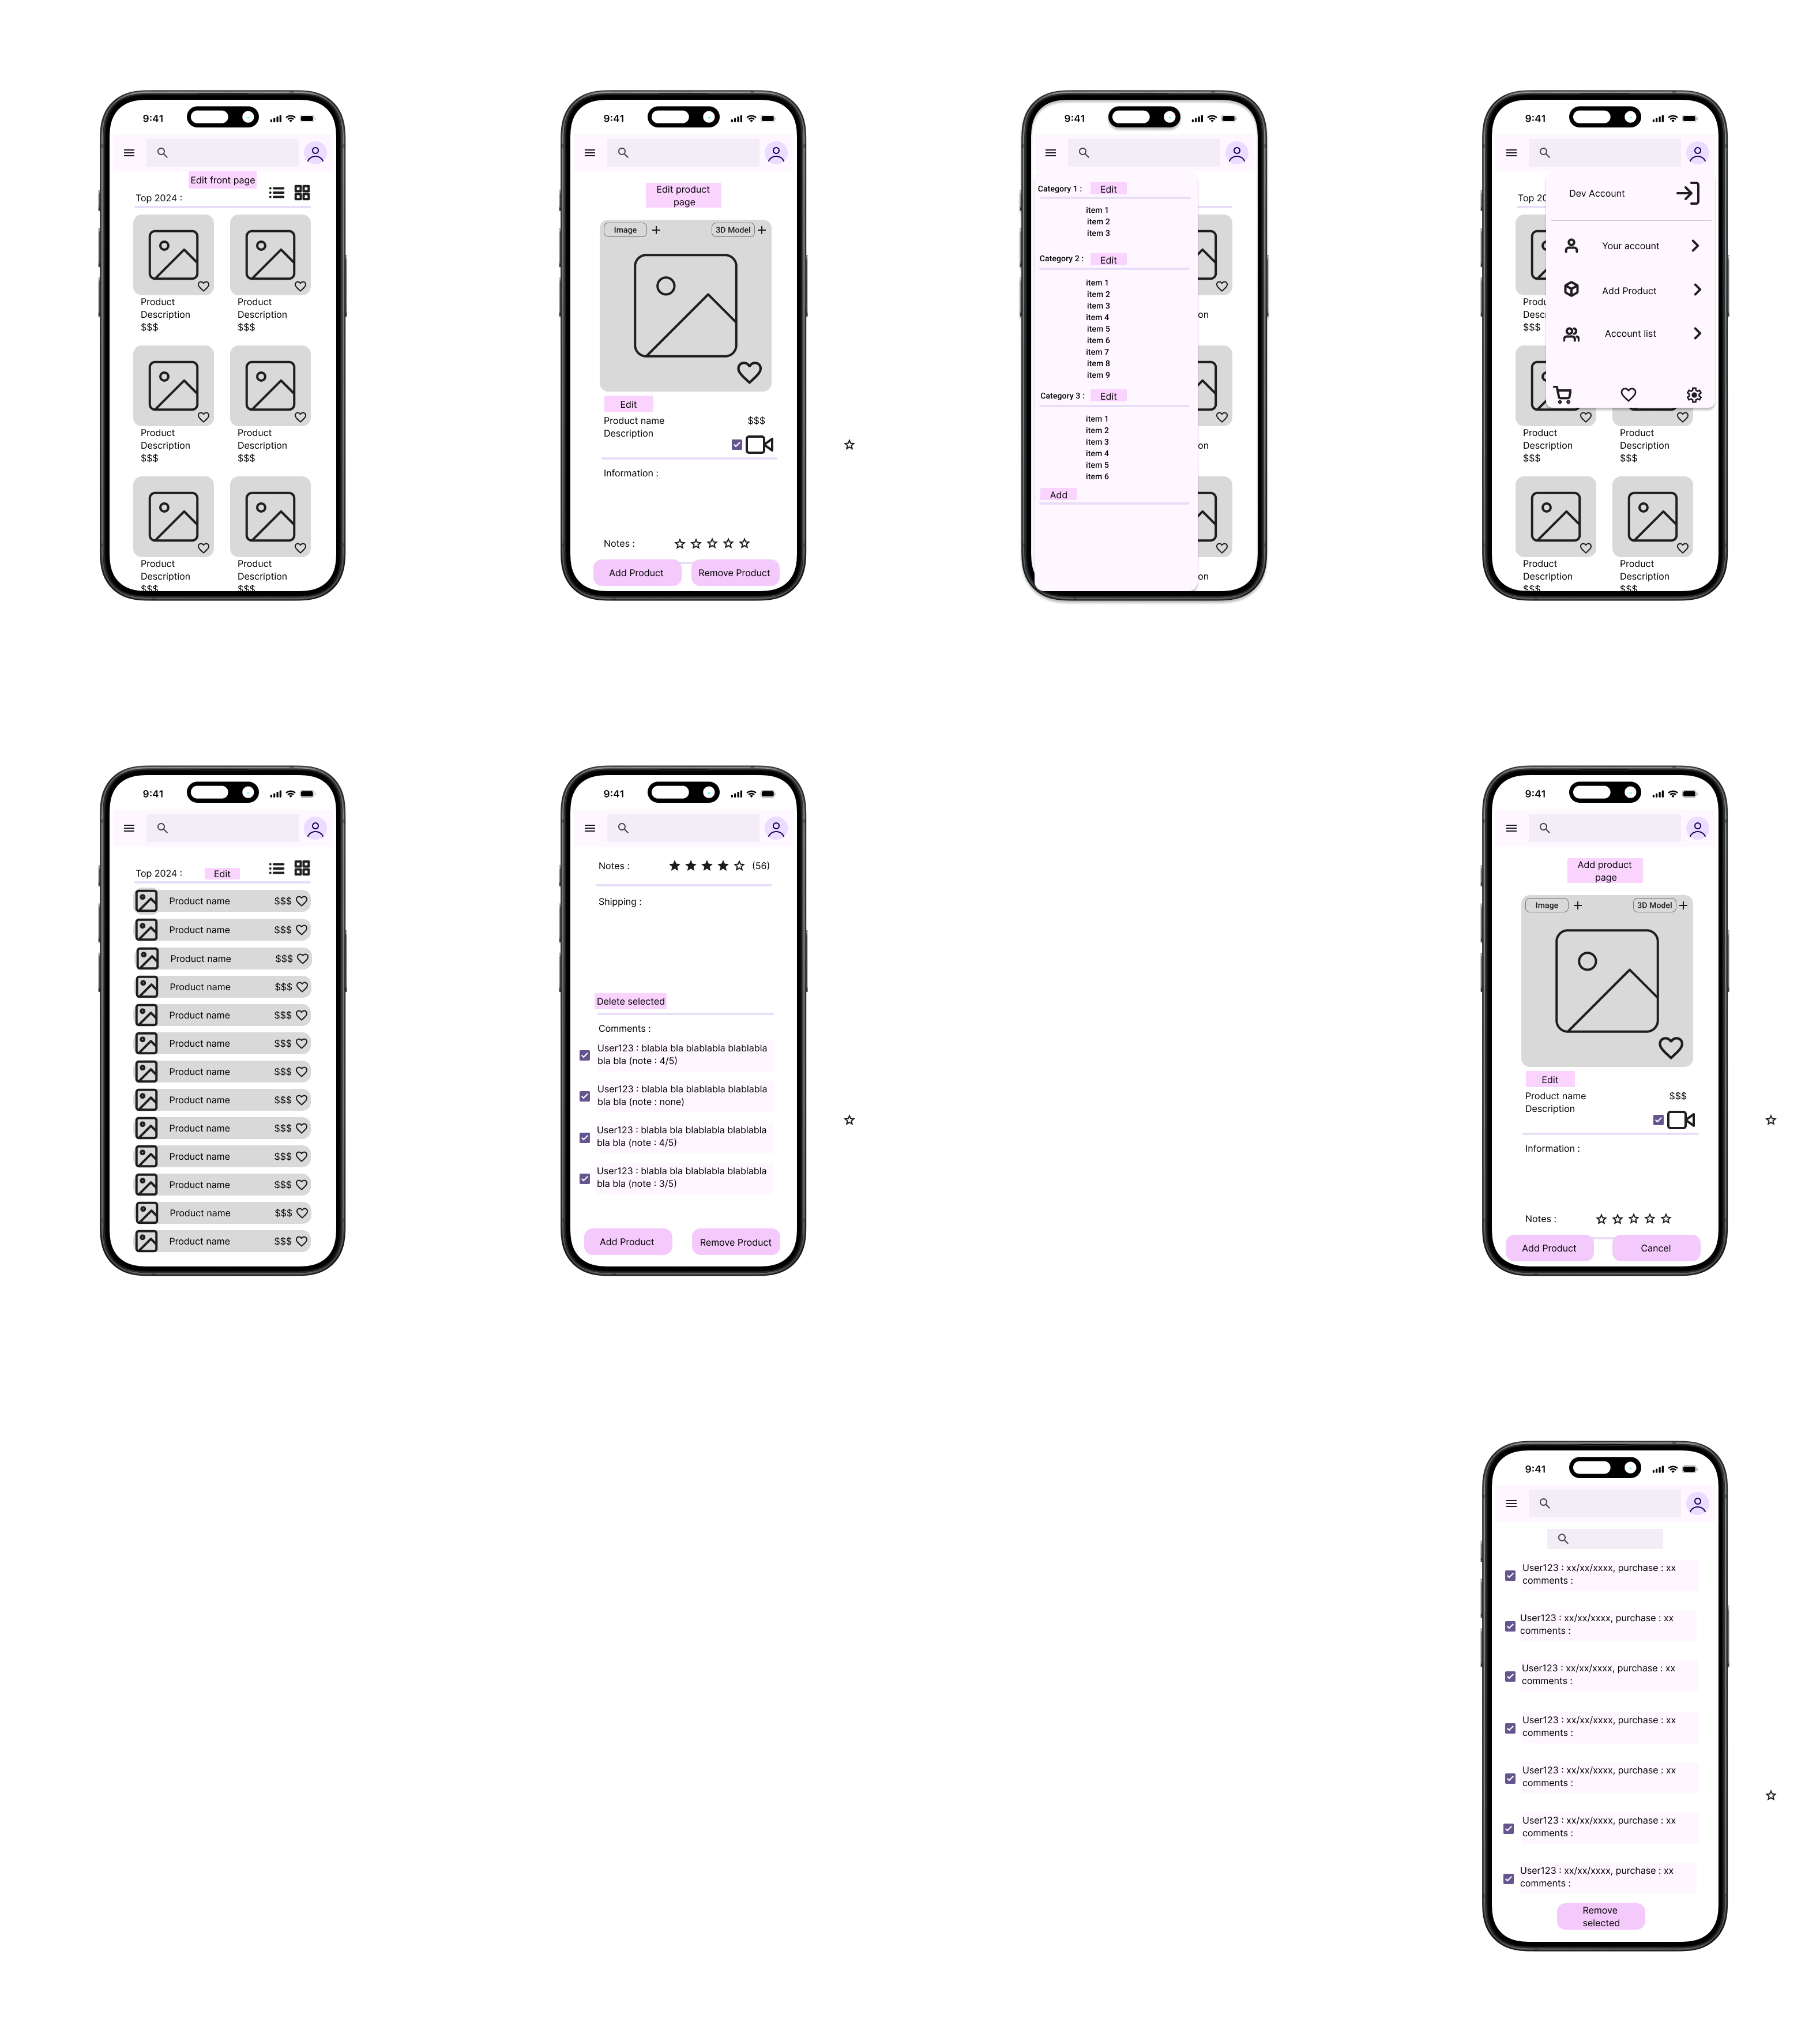 9:41
Edit front page
Top 2024 :
Product
Description
$$$
Product
Description
$$$
Product
Description
$$$
Product
Description
$$$
Product
Description
$$$
Product
Description
$$$
9:41
Edit product
page
Image
3D Model
Edit
Product name
$$$
Description
Information :
Notes :
Add Product
Remove Product
9:41
Category 1 :
Edit
item 1
item 2
item 3
Category 2 :
Edit
item 1
item 2
item 3
item 4
item 5
item 6
item 7
item 8
item 9
Category 3 :
Edit
item 1
item 2
item 3
item 4
item 5
item 6
Add
on
on
on
9:41
Top 20
Dev Account
Your account
Add Product
Account list
Produ
Descr
$$$
Product
Description
$$$
Product
Description
$$$
Product
Description
$$$
Product
Description
$$$
9:41
Top 2024 :
Edit
Product name $$$
Product name $$$
Product name $$$
Product name $$$
Product name $$$
Product name $$$
Product name $$$
Product name $$$
Product name $$$
Product name $$$
Product name $$$
Product name $$$
Product name $$$
9:41
Notes :
(56)
Shipping :
Delete selected
Comments :
User123 : blabla bla blablabla blablabla
bla bla (note : 4/5)
User123 : blabla bla blablabla blablabla
bla bla (note : none)
User123 : blabla bla blablabla blablabla
bla bla (note : 4/5)
User123 : blabla bla blablabla blablabla
bla bla (note : 3/5)
Add Product
Remove Product
9:41
Add product
page
Image
3D Model
Edit
Product name
$$$
Description
Information :
Notes :
Add Product
Cancel
9:41
User123 : xx/xx/xxxx, purchase : xx
comments :
User123 : xx/xx/xxxx, purchase : xx
comments :
User123 : xx/xx/xxxx, purchase : xx
comments :
User123 : xx/xx/xxxx, purchase : xx
comments :
User123 : xx/xx/xxxx, purchase : xx
comments :
User123 : xx/xx/xxxx, purchase : xx
comments :
User123 : xx/xx/xxxx, purchase : xx
comments :
Remove
selected